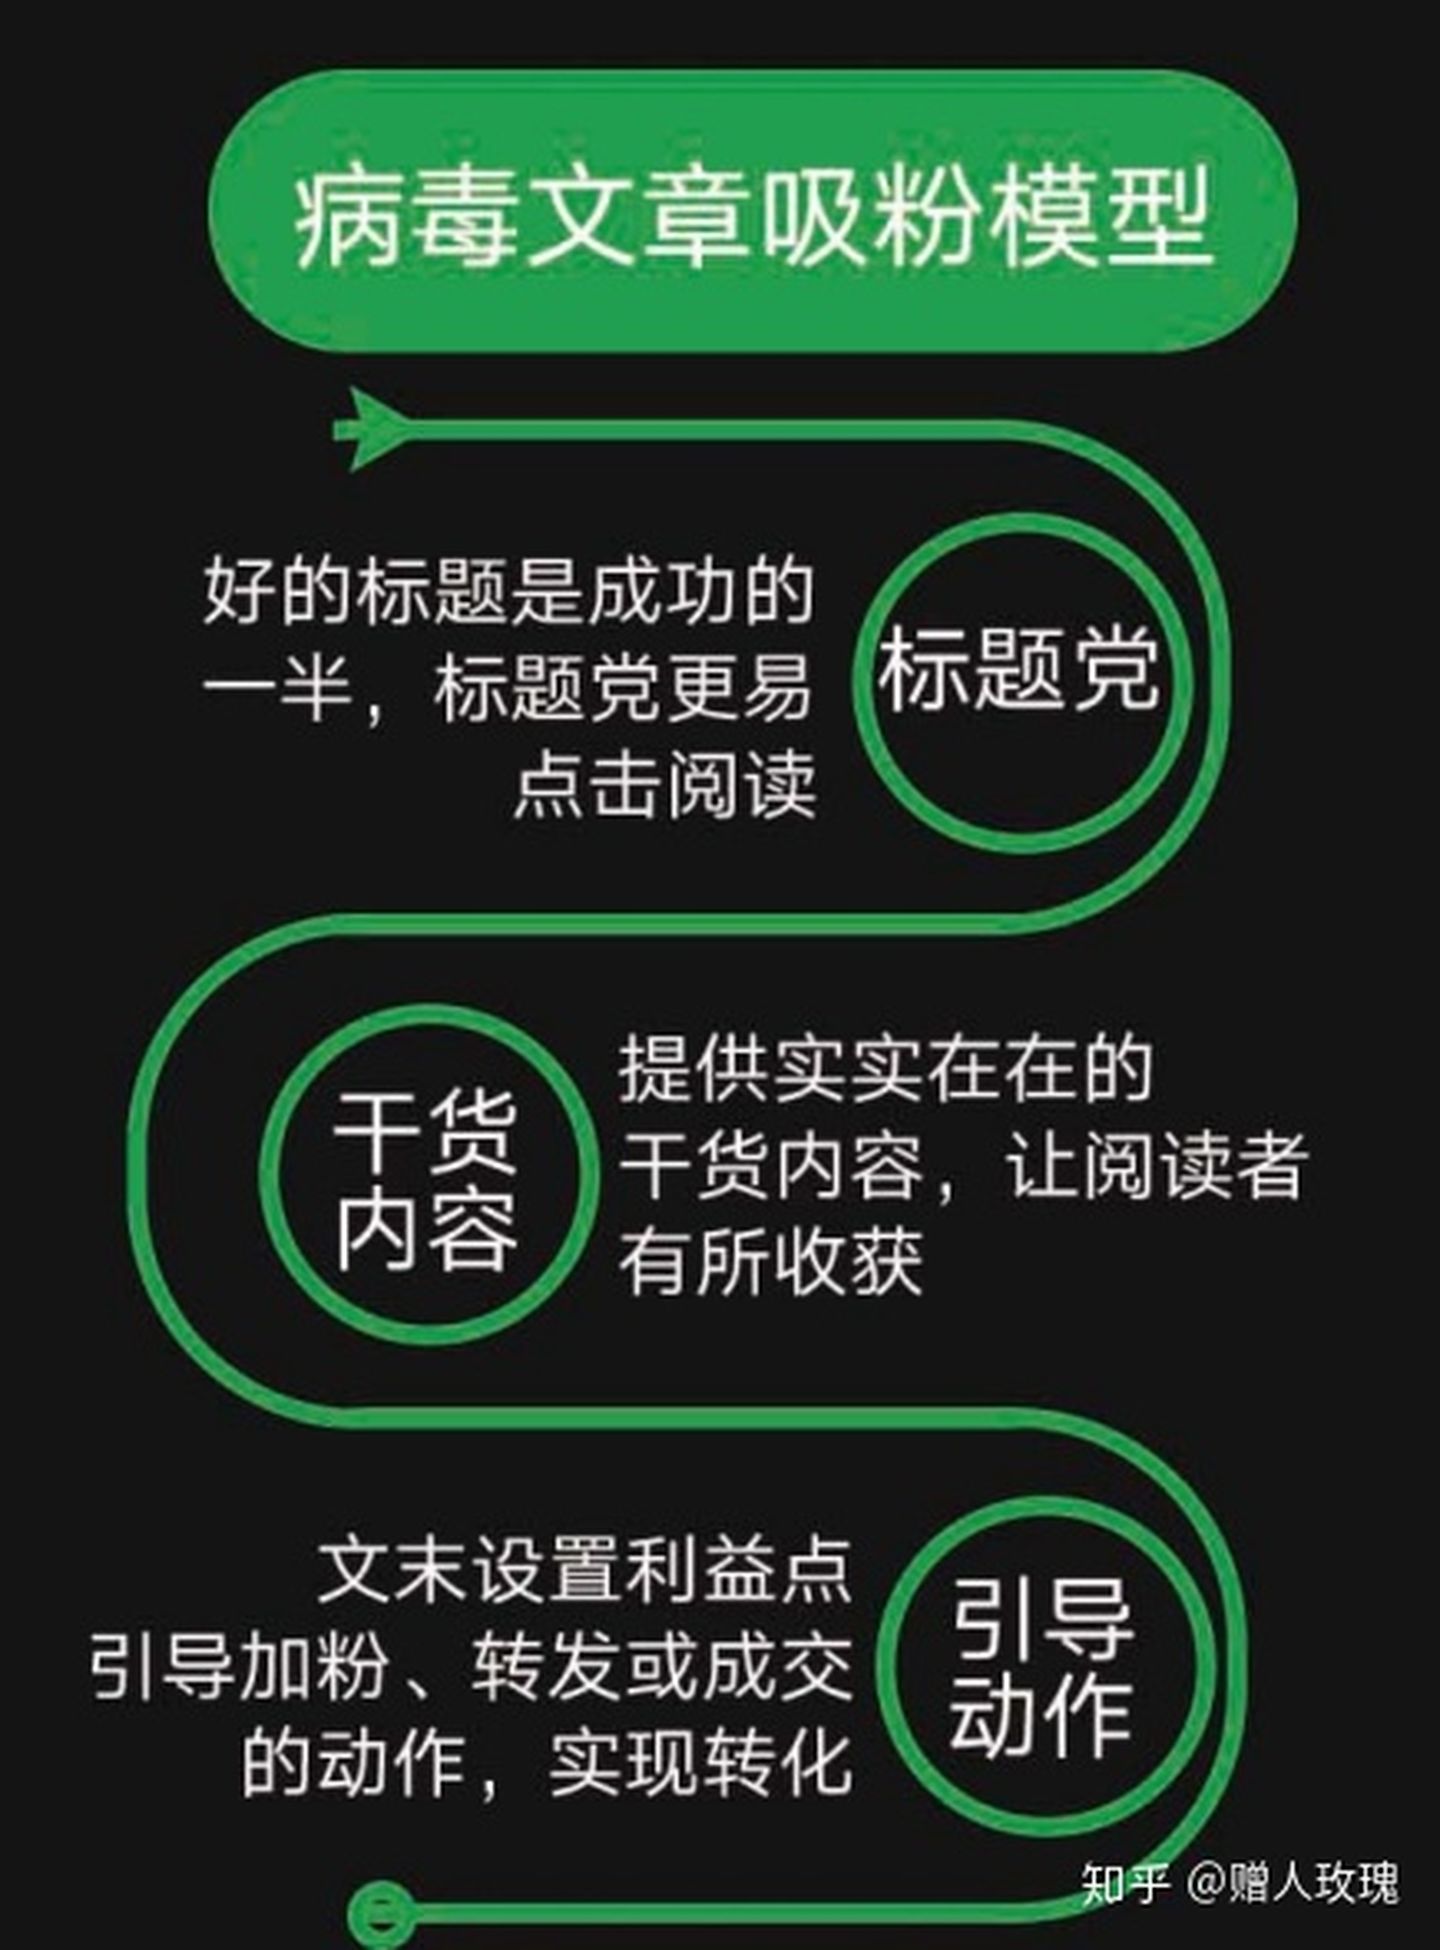 病毒文章吸粉模型
好的标题是成功的
一半，标题党更易
点击阅读
标题党
干货
内容
提供实实在在的
干货内容，让阅读者
有所收获
文末设置利益点
引导加粉、转发或成交
的动作，实现转化
引导
动作
知乎 @赠人玫瑰